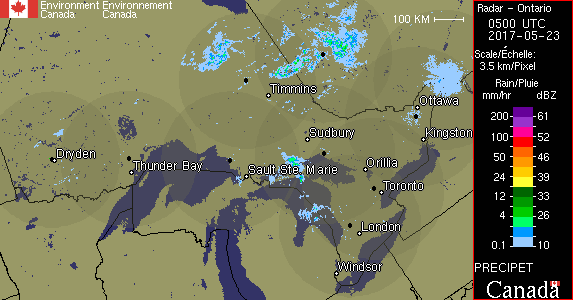 Environment Environnement
Canada Canada
100 KM
Timmins
Ottawa
Sudbury
Kingston
Dryden
Thunder Bay
Sault Ste. Marie
Orillia
Toronto
London
Windsor
Radar - Ontario
0500 UTC
2017-05-23
Scale/Échelle:
3.5 km/Pixel
Rain/Pluie
mm/hr dBZ
200 61
100 52
50 46
24 39
12 33
4 26
0.1 10
PRECIPET
Canada